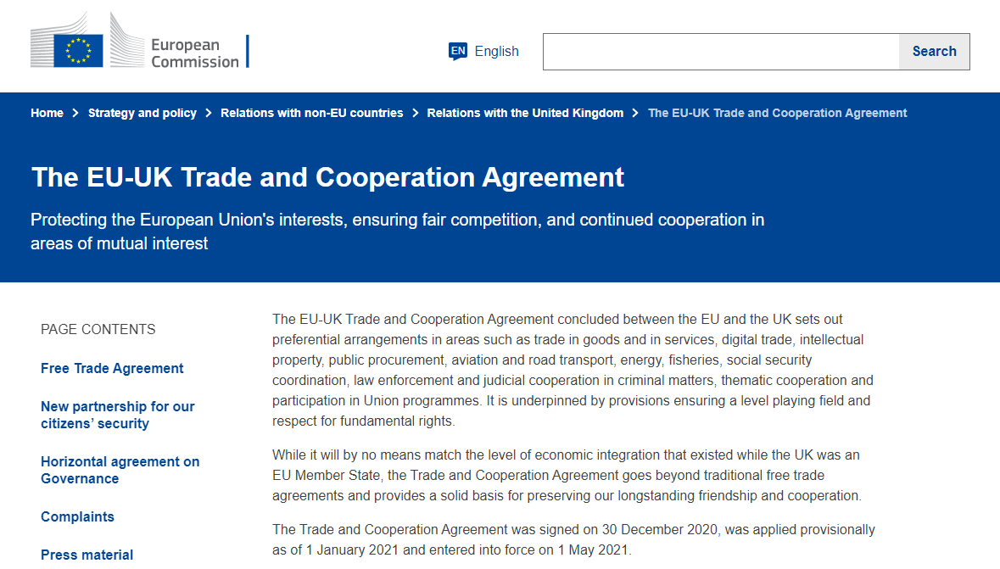 European
Commission
EN English
Search
Home > Strategy and policy > Relations with non-EU countries > Relations with the United Kingdom > The EU-UK Trade and Cooperation Agreement
The EU-UK Trade and Cooperation Agreement
Protecting the European Union's interests, ensuring fair competition, and continued cooperation in
areas of mutual interest
PAGE CONTENTS
Free Trade Agreement
New partnership for our
citizens’ security
Horizontal agreement on
Governance
Complaints
Press material
The EU-UK Trade and Cooperation Agreement concluded between the EU and the UK sets out
preferential arrangements in areas such as trade in goods and in services, digital trade, intellectual
property, public procurement, aviation and road transport, energy, fisheries, social security
coordination, law enforcement and judicial cooperation in criminal matters, thematic cooperation and
participation in Union programmes. It is underpinned by provisions ensuring a level playing field and
respect for fundamental rights.
While it will by no means match the level of economic integration that existed while the UK was an
EU Member State, the Trade and Cooperation Agreement goes beyond traditional free trade
agreements and provides a solid basis for preserving our longstanding friendship and cooperation.
The Trade and Cooperation Agreement was signed on 30 December 2020, was applied provisionally
as of 1 January 2021 and entered into force on 1 May 2021.